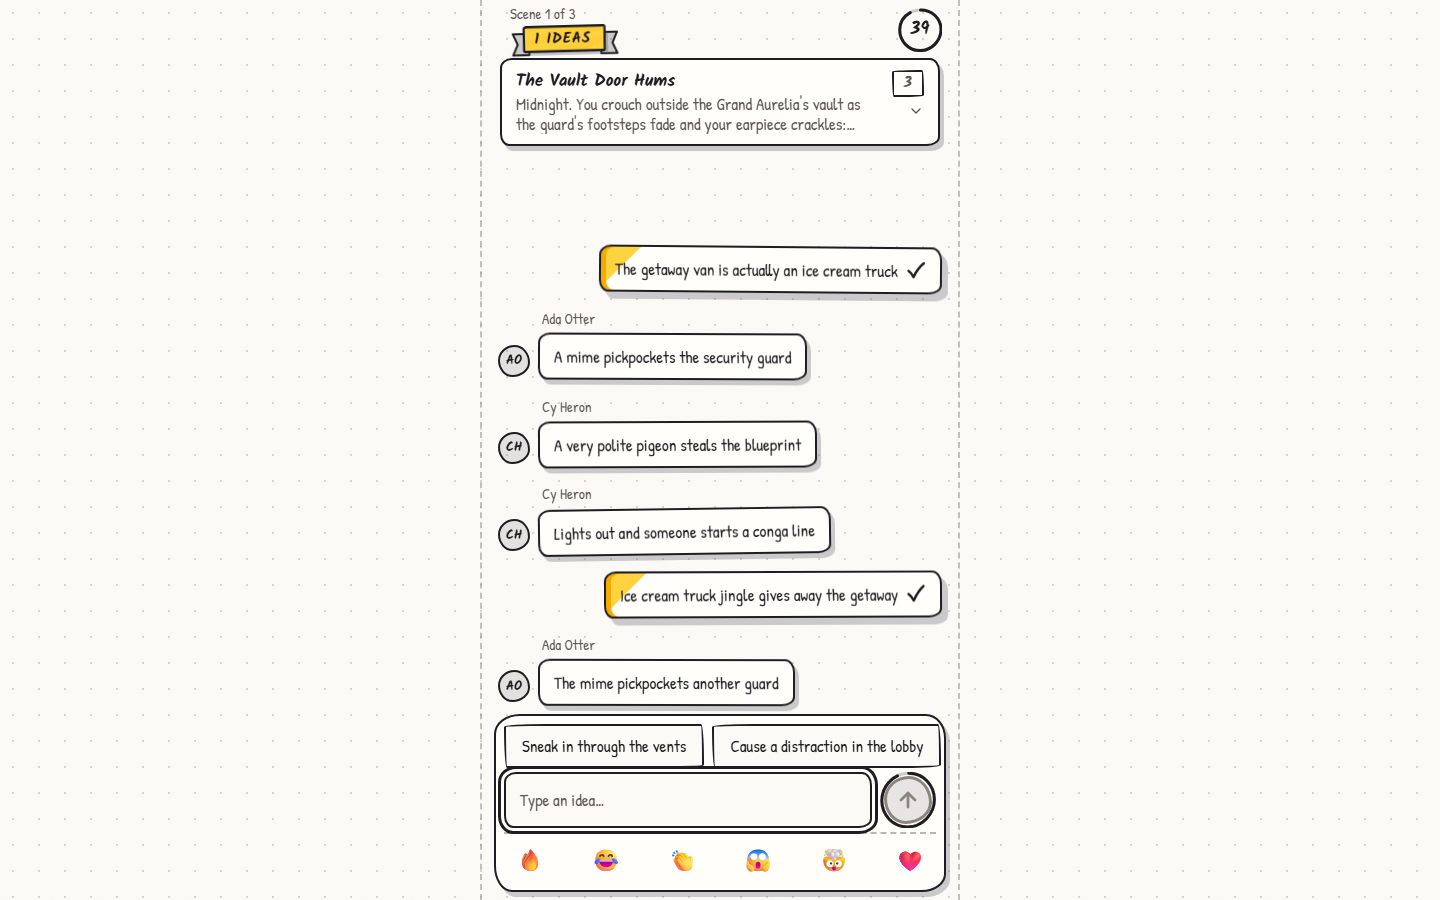 Scene 1 of 3
1 IDEAS
39
The Vault Door Hums
3
Midnight. You crouch outside the Grand Aurelia's vault as
the guard's footsteps fade and your earpiece crackles:...
The getaway van is actually an ice cream truck
Ada Otter
AO
A mime pickpockets the security guard
Cy Heron
CH
A very polite pigeon steals the blueprint
Cy Heron
CH
Lights out and someone starts a conga line
Ice cream truck jingle gives away the getaway
Ada Otter
AO
The mime pickpockets another guard
Sneak in through the vents
Cause a distraction in the lobby
Type an idea...